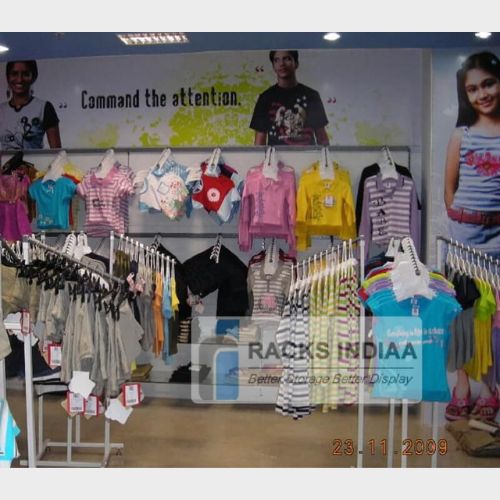 " Command the attention. "
RACKS INDIAA
Better Storage Better Display
23.11.2009